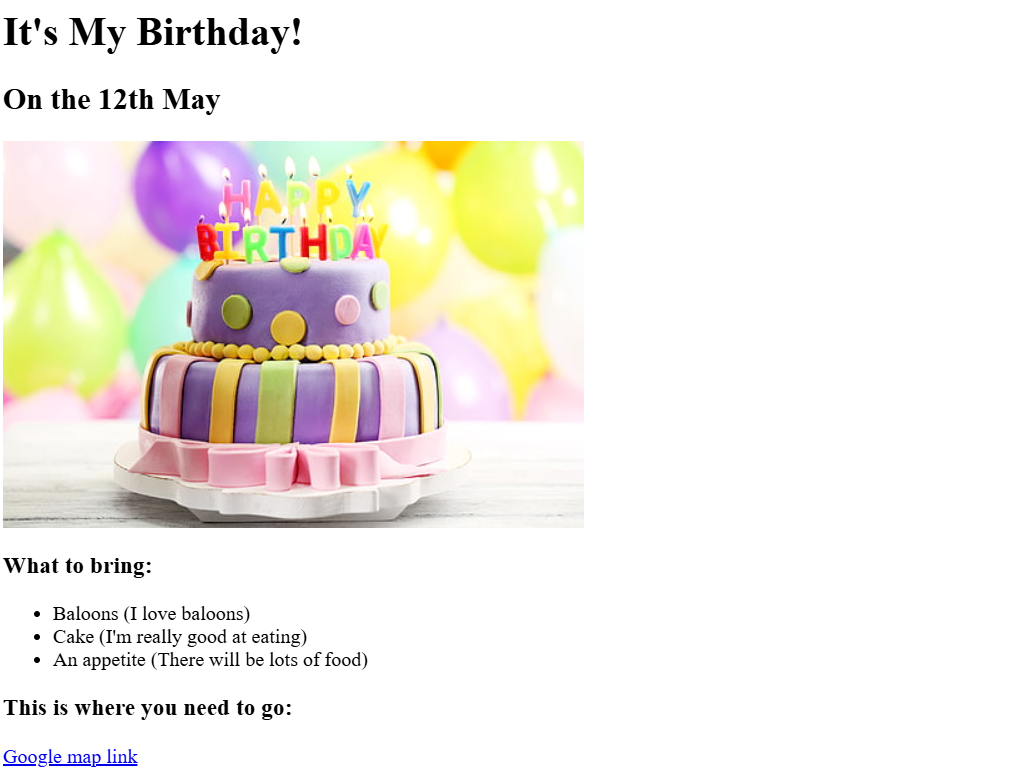 It's My Birthday!
On the 12th May
HAPPY
BIRTHDAY
What to bring:
Baloons (I love baloons)
Cake (I'm really good at eating)
An appetite (There will be lots of food)
This is where you need to go:
Google map link